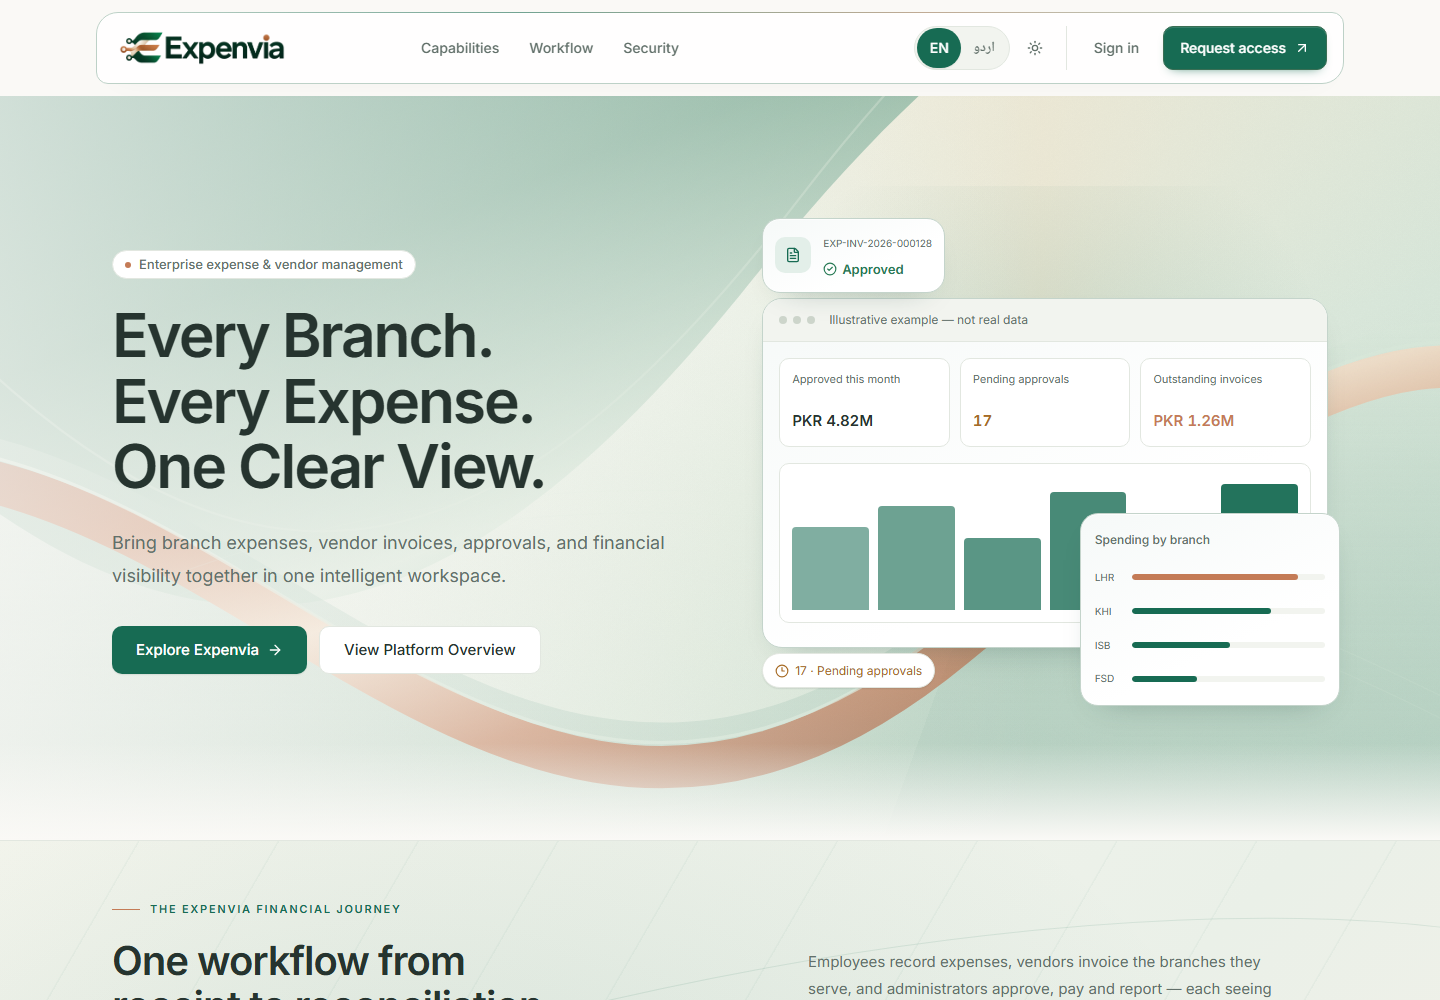 Expenvia
Capabilities
Workflow
Security
EN
اردو
Sign in
Request access
Enterprise expense & vendor management
Every Branch.
Every Expense.
One Clear View.
Bring branch expenses, vendor invoices, approvals, and financial
visibility together in one intelligent workspace.
Explore Expenvia
View Platform Overview
EXP-INV-2026-000128
Approved
Illustrative example — not real data
Approved this month
PKR 4.82M
Pending approvals
17
Outstanding invoices
PKR 1.26M
Spending by branch
LHR
KHI
ISB
FSD
17 · Pending approvals
THE EXPENVIA FINANCIAL JOURNEY
One workflow from
receipt to reconciliation
Employees record expenses, vendors invoice the branches they
serve, and administrators approve, pay and report — each seeing